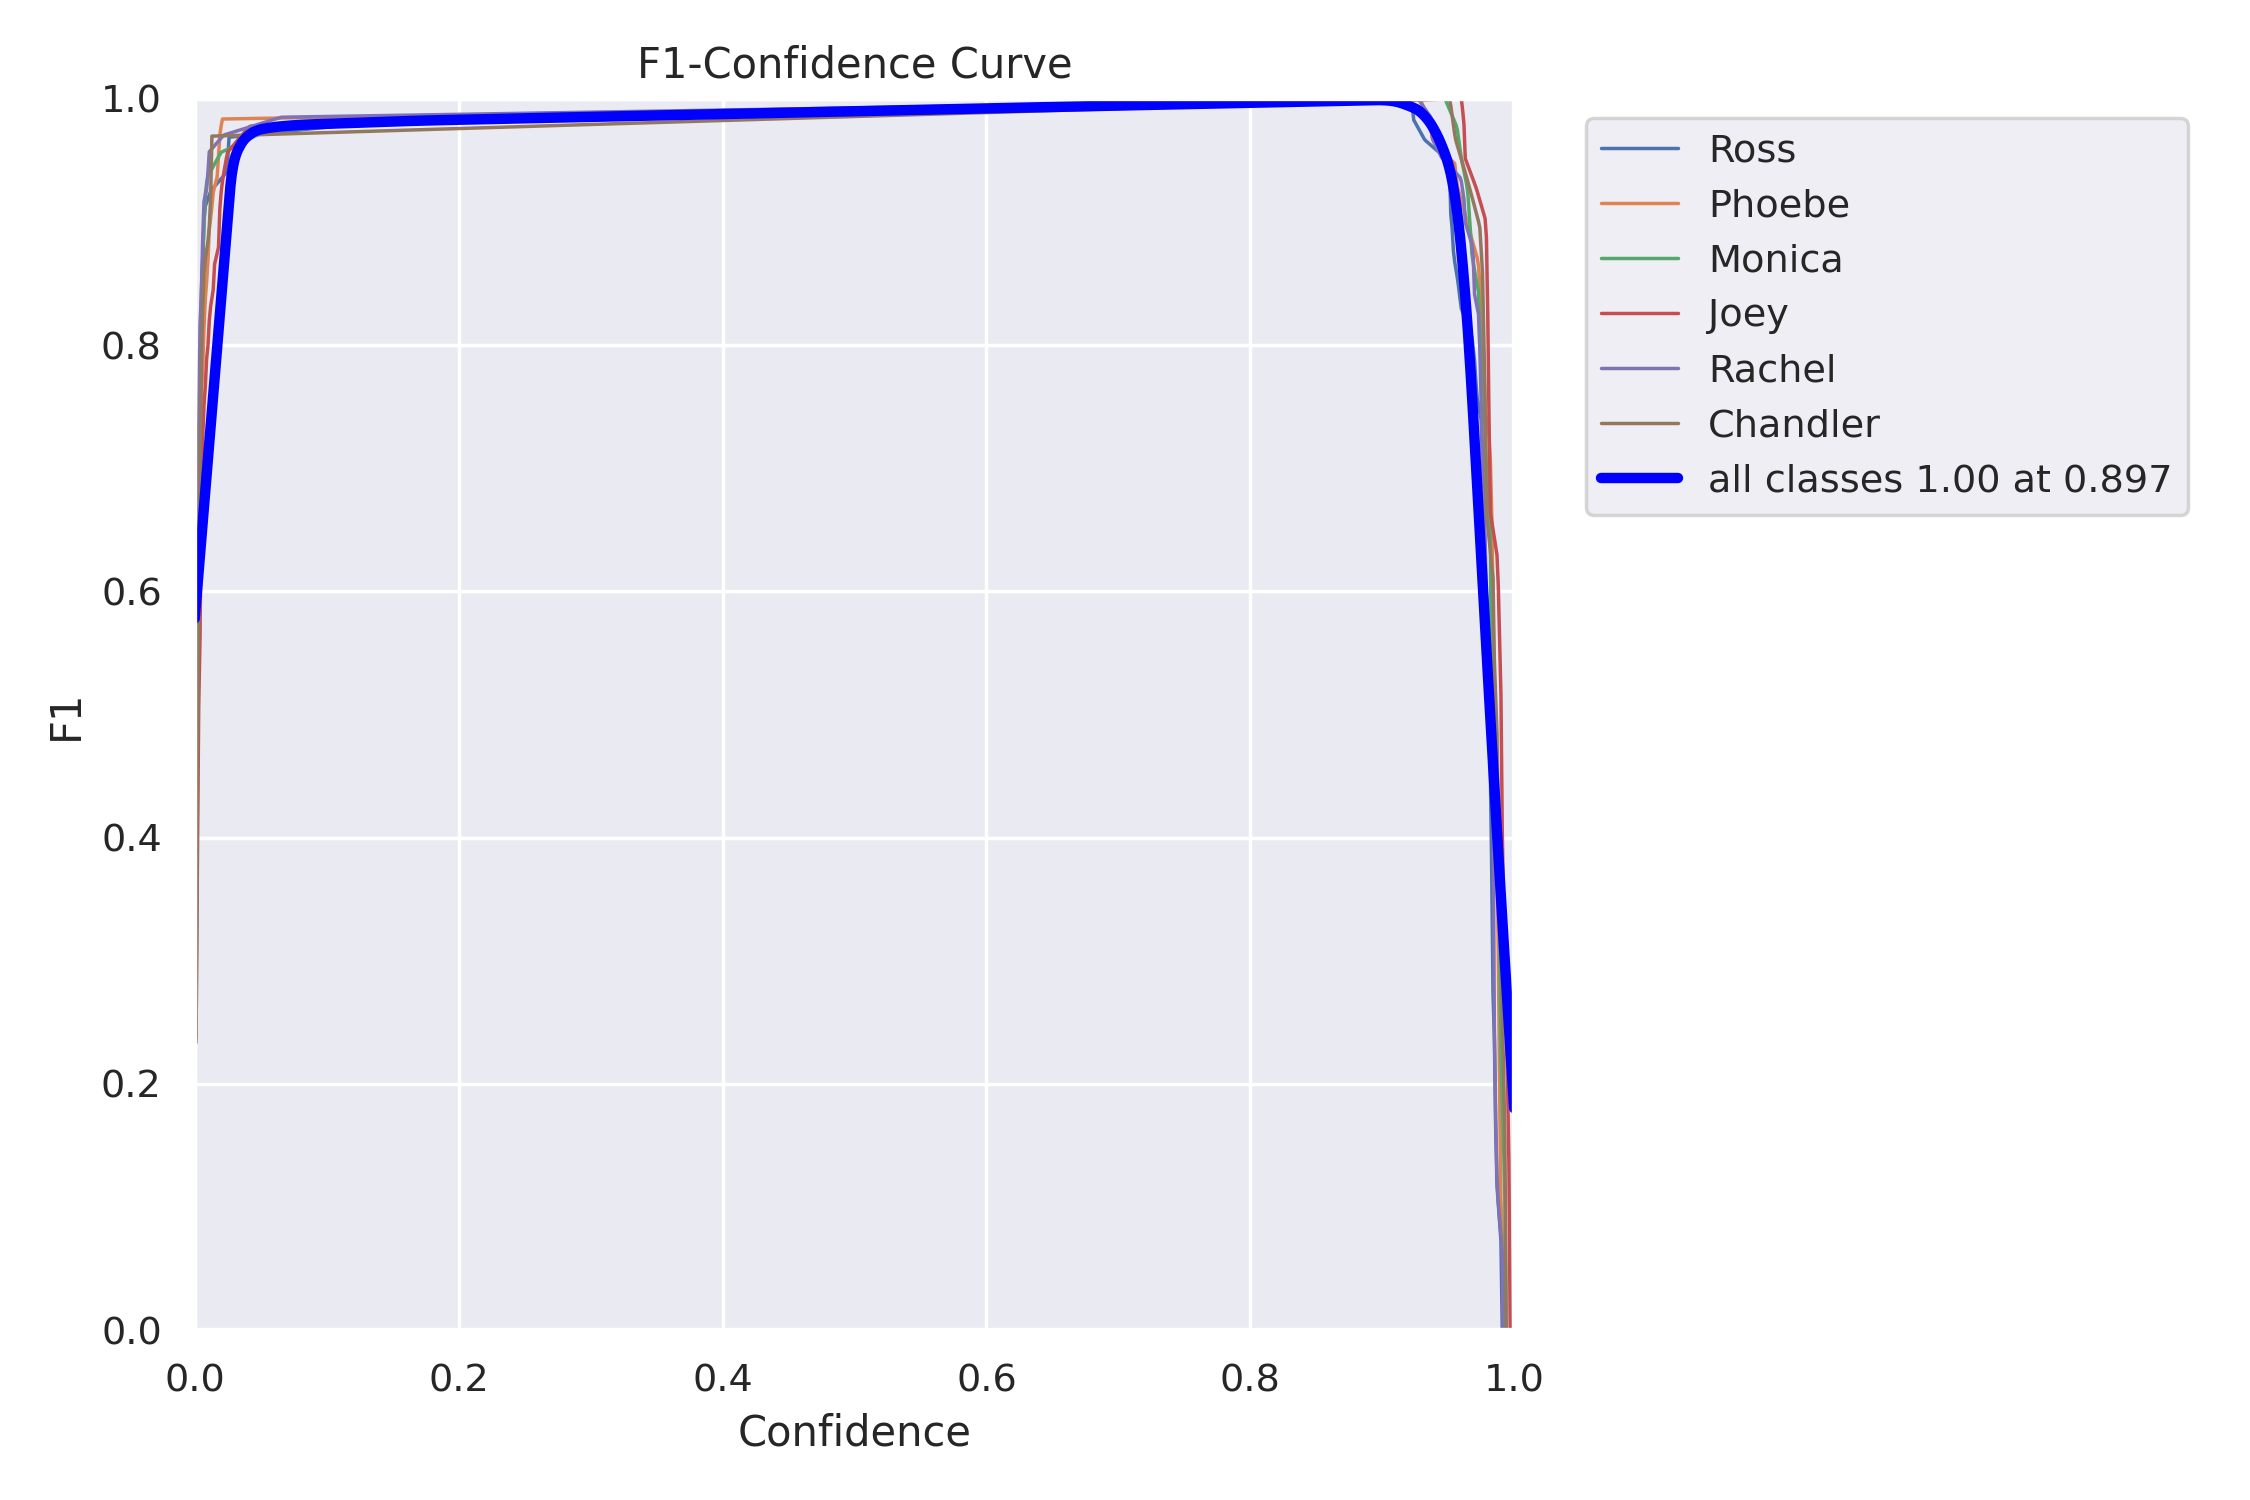 F1-Confidence Curve
1.0
0.8
0.6
0.4
0.2
0.0
F1
0.0 0.2 0.4 0.6 0.8 1.0
Confidence
Ross
Phoebe
Monica
Joey
Rachel
Chandler
all classes 1.00 at 0.897